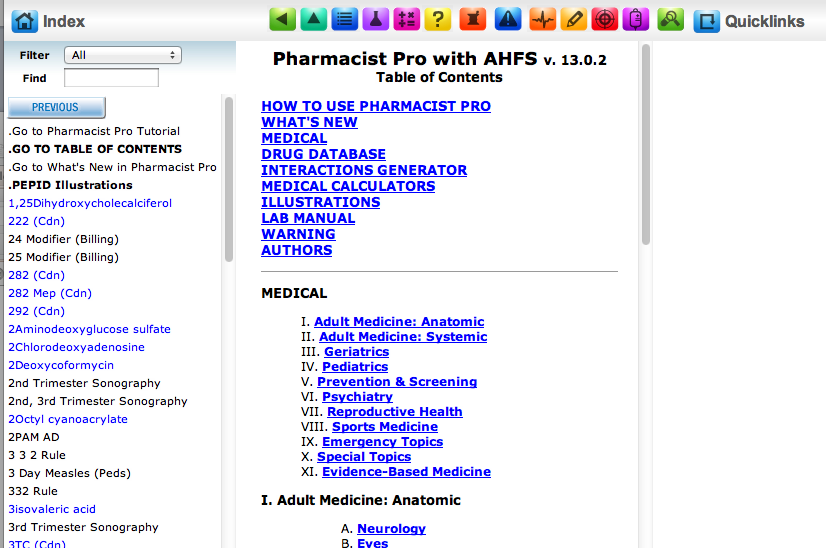 Index
Quicklinks
Filter All
Find
PREVIOUS
.Go to Pharmacist Pro Tutorial
.GO TO TABLE OF CONTENTS
.Go to What's New in Pharmacist Pro
.PEPID Illustrations
1,25Dihydroxycholecalciferol
222 (Cdn)
24 Modifier (Billing)
25 Modifier (Billing)
282 (Cdn)
282 Mep (Cdn)
292 (Cdn)
2Aminodeoxyglucose sulfate
2Chlorodeoxyadenosine
2Deoxycoformycin
2nd Trimester Sonography
2nd, 3rd Trimester Sonography
2Octyl cyanoacrylate
2PAM AD
3 3 2 Rule
3 Day Measles (Peds)
332 Rule
3isovaleric acid
3rd Trimester Sonography
3TC (Cdn)
Pharmacist Pro with AHFS v. 13.0.2
Table of Contents
HOW TO USE PHARMACIST PRO
WHAT'S NEW
MEDICAL
DRUG DATABASE
INTERACTIONS GENERATOR
MEDICAL CALCULATORS
ILLUSTRATIONS
LAB MANUAL
WARNING
AUTHORS
MEDICAL
I. Adult Medicine: Anatomic
II. Adult Medicine: Systemic
III. Geriatrics
IV. Pediatrics
V. Prevention & Screening
VI. Psychiatry
VII. Reproductive Health
VIII. Sports Medicine
IX. Emergency Topics
X. Special Topics
XI. Evidence-Based Medicine
I. Adult Medicine: Anatomic
A. Neurology
B. Eyes